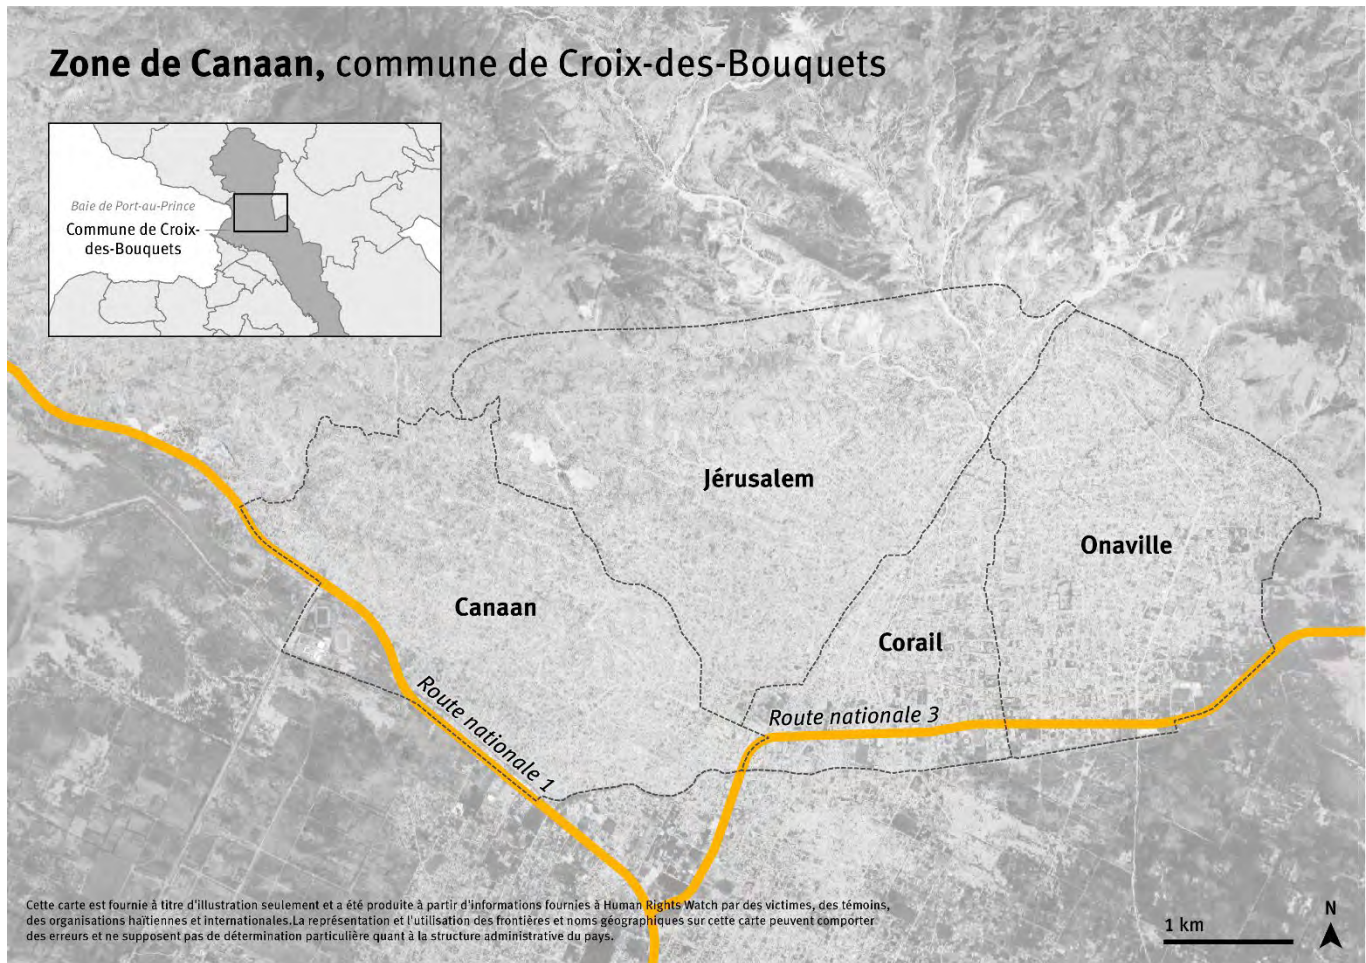 Zone de Canaan, commune de Croix-des-Bouquets
Baie de Port-au-Prince
Commune de Croix-
des-Bouquets
Jérusalem
Onaville
Canaan
Corail
Route nationale 1
Route nationale 3
Cette carte est fournie à titre d'illustration seulement et a été produite à partir d'informations fournies à Human Rights Watch par des victimes, des témoins,
des organisations haïtiennes et internationales.La représentation et l'utilisation des frontières et noms géographiques sur cette carte peuvent comporter
des erreurs et ne supposent pas de détermination particulière quant à la structure administrative du pays.
1 km
N